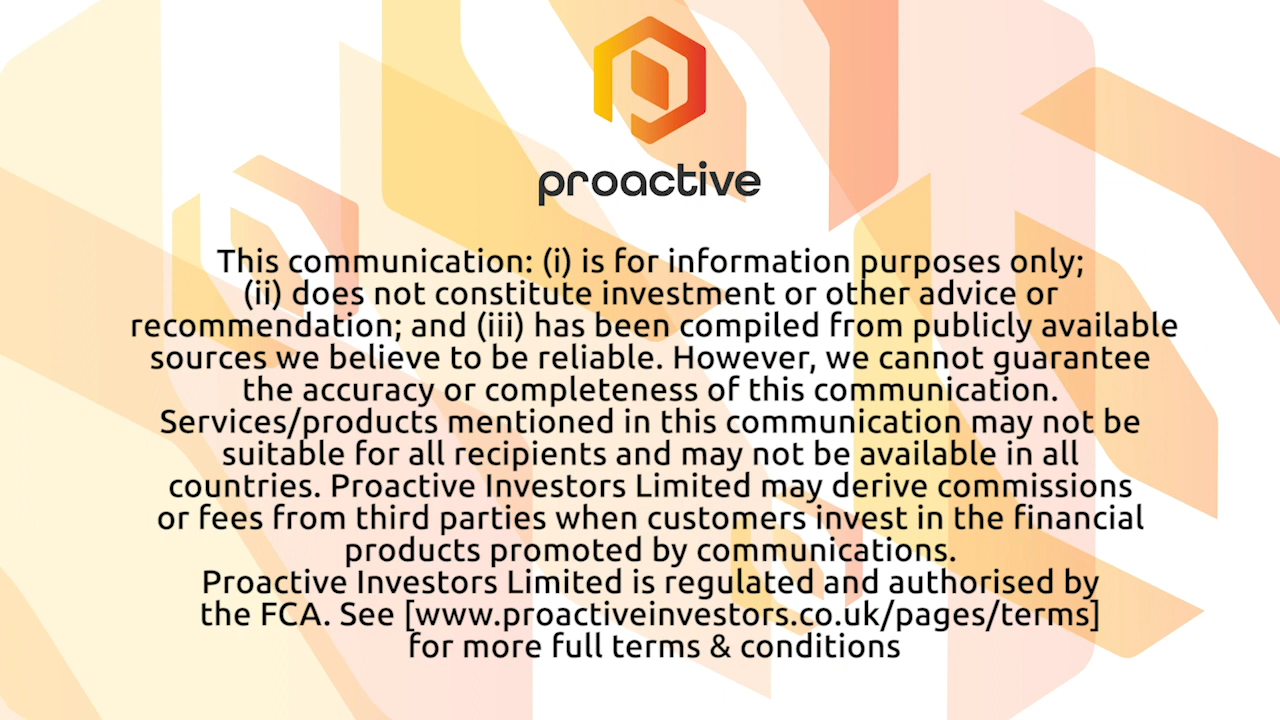 proactive
This communication: (i) is for information purposes only;
(ii) does not constitute investment or other advice or
recommendation; and (iii) has been compiled from publicly available
sources we believe to be reliable. However, we cannot guarantee
the accuracy or completeness of this communication.
Services/products mentioned in this communication may not be
suitable for all recipients and may not be available in all
countries. Proactive Investors Limited may derive commissions
or fees from third parties when customers invest in the financial
products promoted by communications.
Proactive Investors Limited is regulated and authorised by
the FCA. See [www.proactiveinvestors.co.uk/pages/terms]
for more full terms & conditions